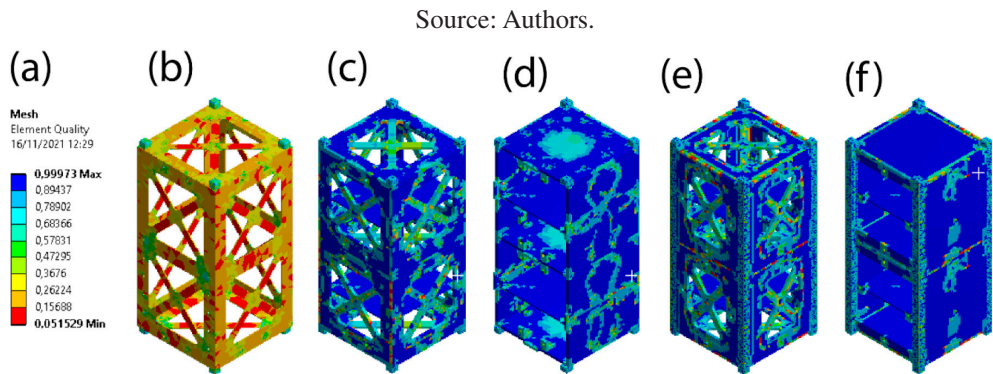 Source: Authors.
(a) (b) (c) (d) (e) (f)
Mesh
Element Quality
16/11/2021 12:29
0.99973 Max
0,89437
0,78902
0,68366
0,57831
0,47295
0,3676
0,26224
0,15688
0.051529 Min